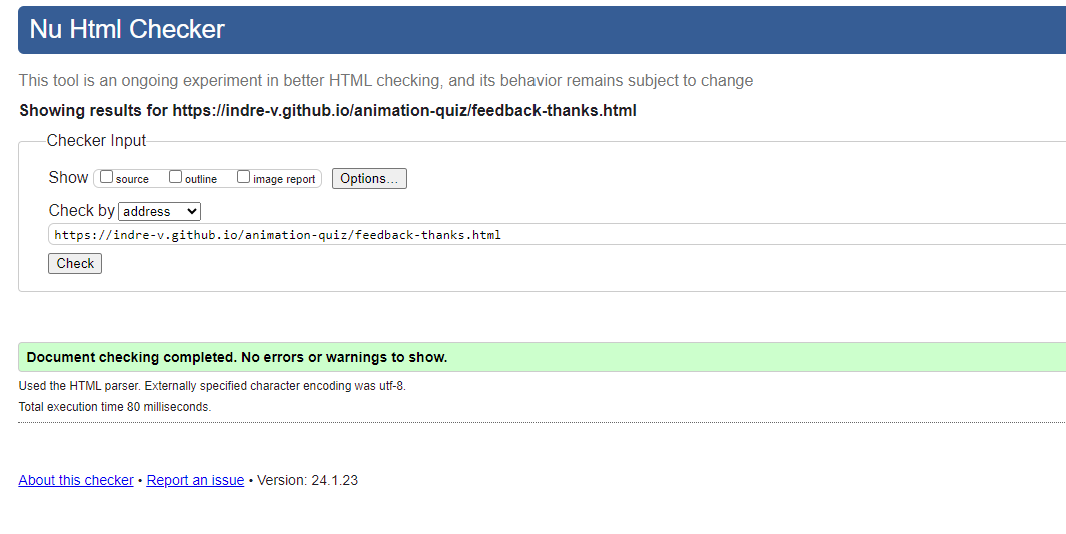 Nu Html Checker
This tool is an ongoing experiment in better HTML checking, and its behavior remains subject to change
Showing results for https://indre-v.github.io/animation-quiz/feedback-thanks.html
Checker Input
Show source outline image report Options...
Check by address
https://indre-v.github.io/animation-quiz/feedback-thanks.html
Check
Document checking completed. No errors or warnings to show.
Used the HTML parser. Externally specified character encoding was utf-8.
Total execution time 80 milliseconds.
About this checker • Report an issue • Version: 24.1.23